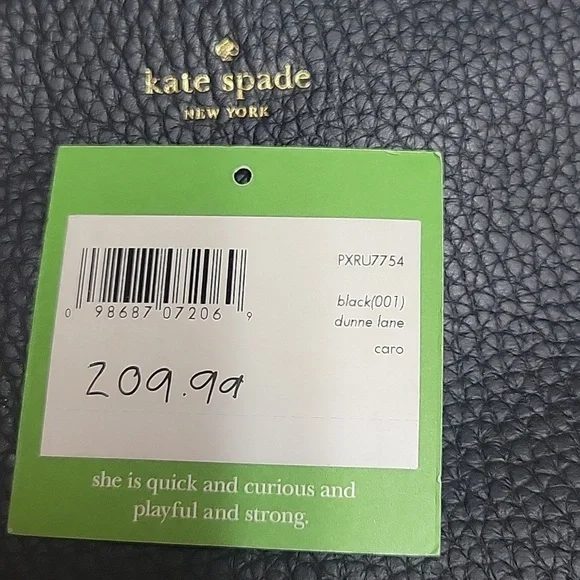 kate spade
NEW YORK
PXRU7754
black(001)
dunne lane
caro
0 98687 07206 9
209.99
she is quick and curious and
playful and strong.